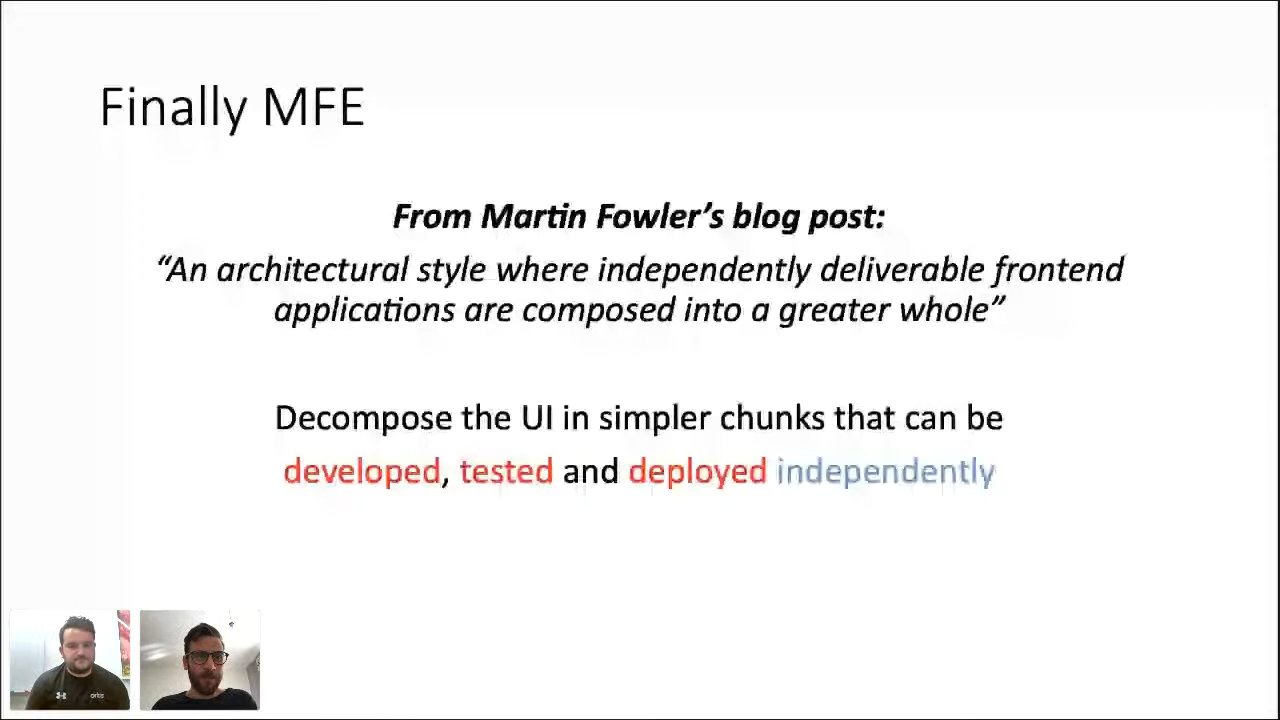 Finally MFE
From Martin Fowler’s blog post:
“An architectural style where independently deliverable frontend
applications are composed into a greater whole”
Decompose the UI in simpler chunks that can be
developed, tested and deployed independently
orbis